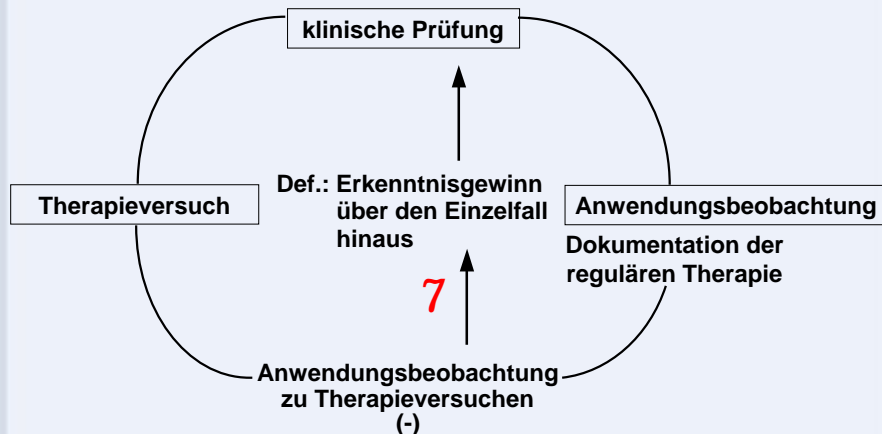 klinische Prüfung
Def.: Erkenntnisgewinn
über den Einzelfall
hinaus
Therapieversuch
Anwendungsbeobachtung
Dokumentation der
regulären Therapie
7
Anwendungsbeobachtung
zu Therapieversuchen
(-)